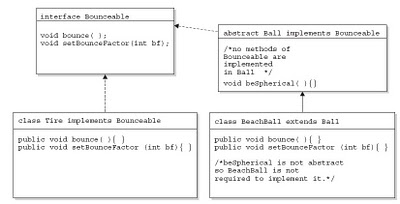 interface Bounceable
void bounce( );
void setBounceFactor(int bf);
abstract Ball implements Bounceable
/*no methods of
Bounceable are
implemented
in Ball */
void beSpherical( ){}
class Tire implements Bounceable
public void bounce( ){ }
public void setBounceFactor (int bf){ }
class BeachBall extends Ball
public void bounce( ){ }
public void setBounceFactor (int bf){ }
/*beSpherical is not abstract
so BeachBall is not
required to implement it.*/